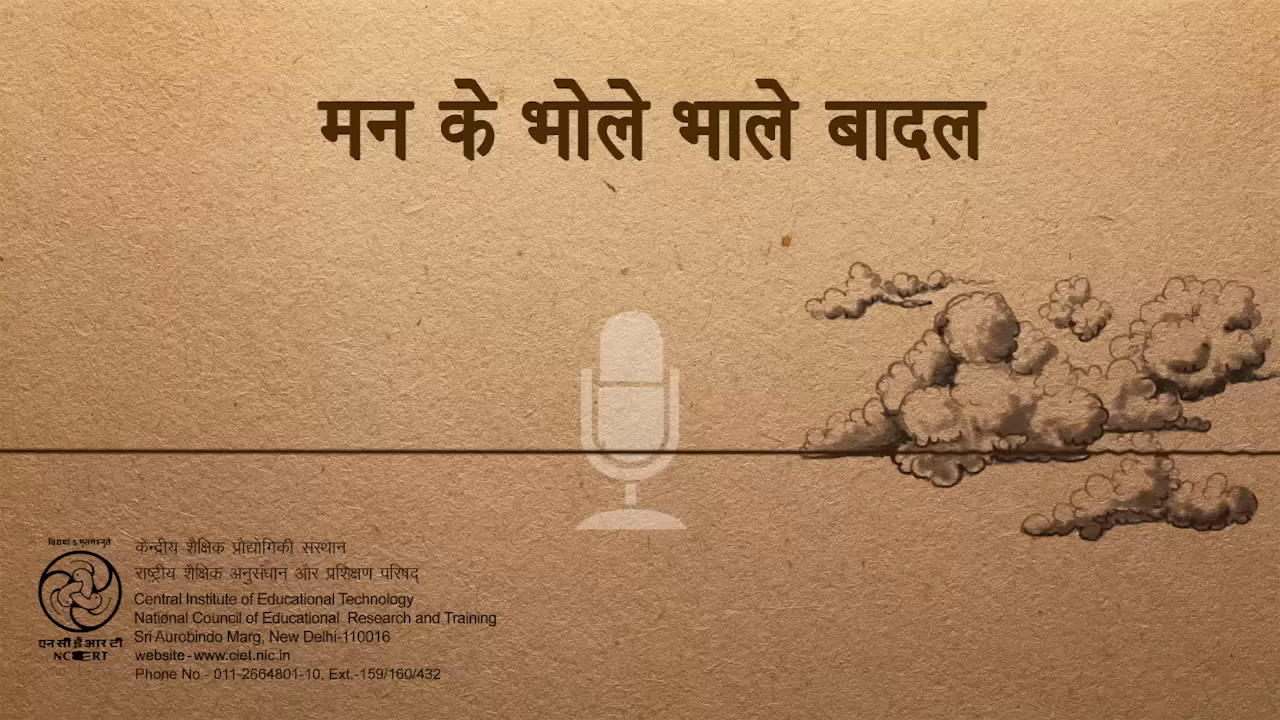 मन के भोले भाले बादल
विद्यया ऽ मृतमश्नुते
एन सी ई आर टी
NCERT
केन्द्रीय शैक्षिक प्रौद्योगिकी संस्थान
राष्ट्रीय शैक्षिक अनुसंधान और प्रशिक्षण परिषद्
Central Institute of Educational Technology
National Council of Educational Research and Training
Sri Aurobindo Marg, New Delhi-110016
website-www.ciet.nic.in
Phone No.- 011-2664801-10, Ext.-159/160/432